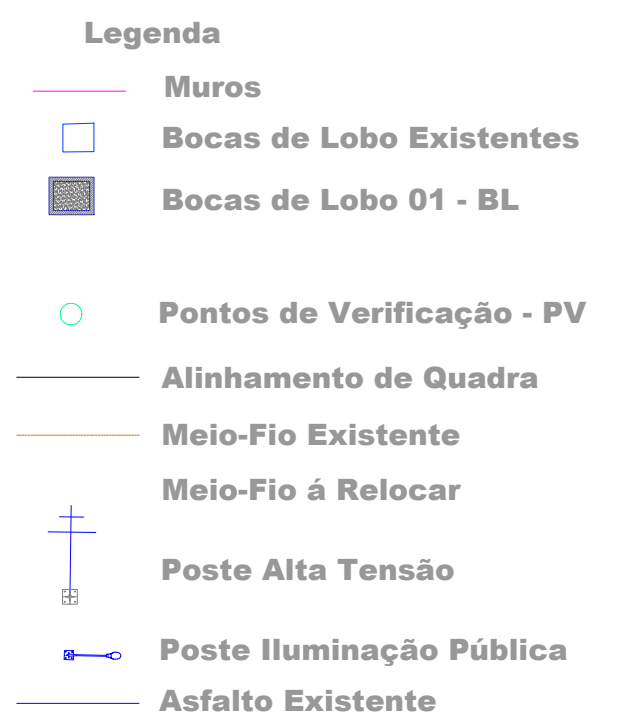 Legenda
Muros
Bocas de Lobo Existentes
Bocas de Lobo 01 - BL
Pontos de Verificação - PV
Alinhamento de Quadra
Meio-Fio Existente
Meio-Fio á Relocar
Poste Alta Tensão
Poste Iluminação Pública
Asfalto Existente